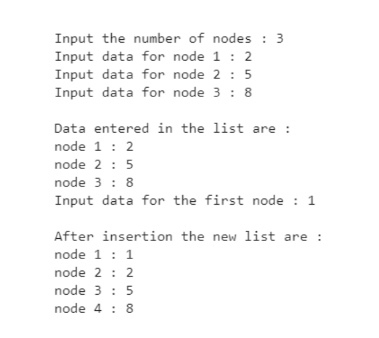 Input the number of nodes : 3
Input data for node 1 : 2
Input data for node 2 : 5
Input data for node 3 : 8
Data entered in the list are :
node 1 : 2
node 2 : 5
node 3 : 8
Input data for the first node : 1
After insertion the new list are :
node 1 : 1
node 2 : 2
node 3 : 5
node 4 : 8